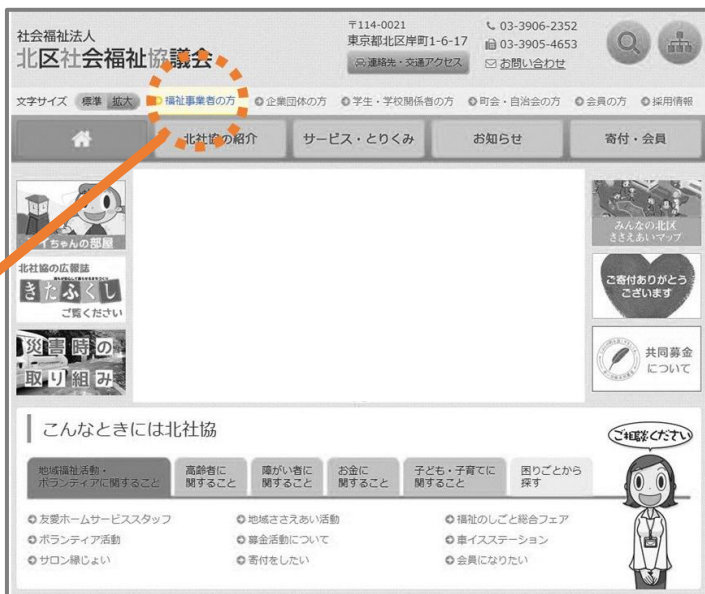 社会福祉法人
北区社会福祉協議会
〒114-0021
東京都北区岸町1-6-17
連絡先・交通アクセス
03-3906-2352
03-3905-4653
お問い合わせ
文字サイズ 標準 拡大 福祉事業者の方 企業団体の方 学生・学校関係者の方 町会・自治会の方 会員の方 採用情報
北社協の紹介 サービス・とりくみ お知らせ 寄付・会員
イちゃんの部屋
北社協の広報誌
きたふくし
ご覧ください
災害時の
取り組み
みんなの北区
ささえあいマップ
ご寄付ありがとう
ございます
共同募金
について
こんなときには北社協
ご相談ください
地域福祉活動・
ボランティアに関すること
高齢者に
関すること
障がい者に
関すること
お金に
関すること
子ども・子育てに
関すること
困りごとから
探す
友愛ホームサービススタッフ 地域ささえあい活動 福祉のしごと総合フェア
ボランティア活動 募金活動について 車イスステーション
サロン縁じょい 寄付をしたい 会員になりたい